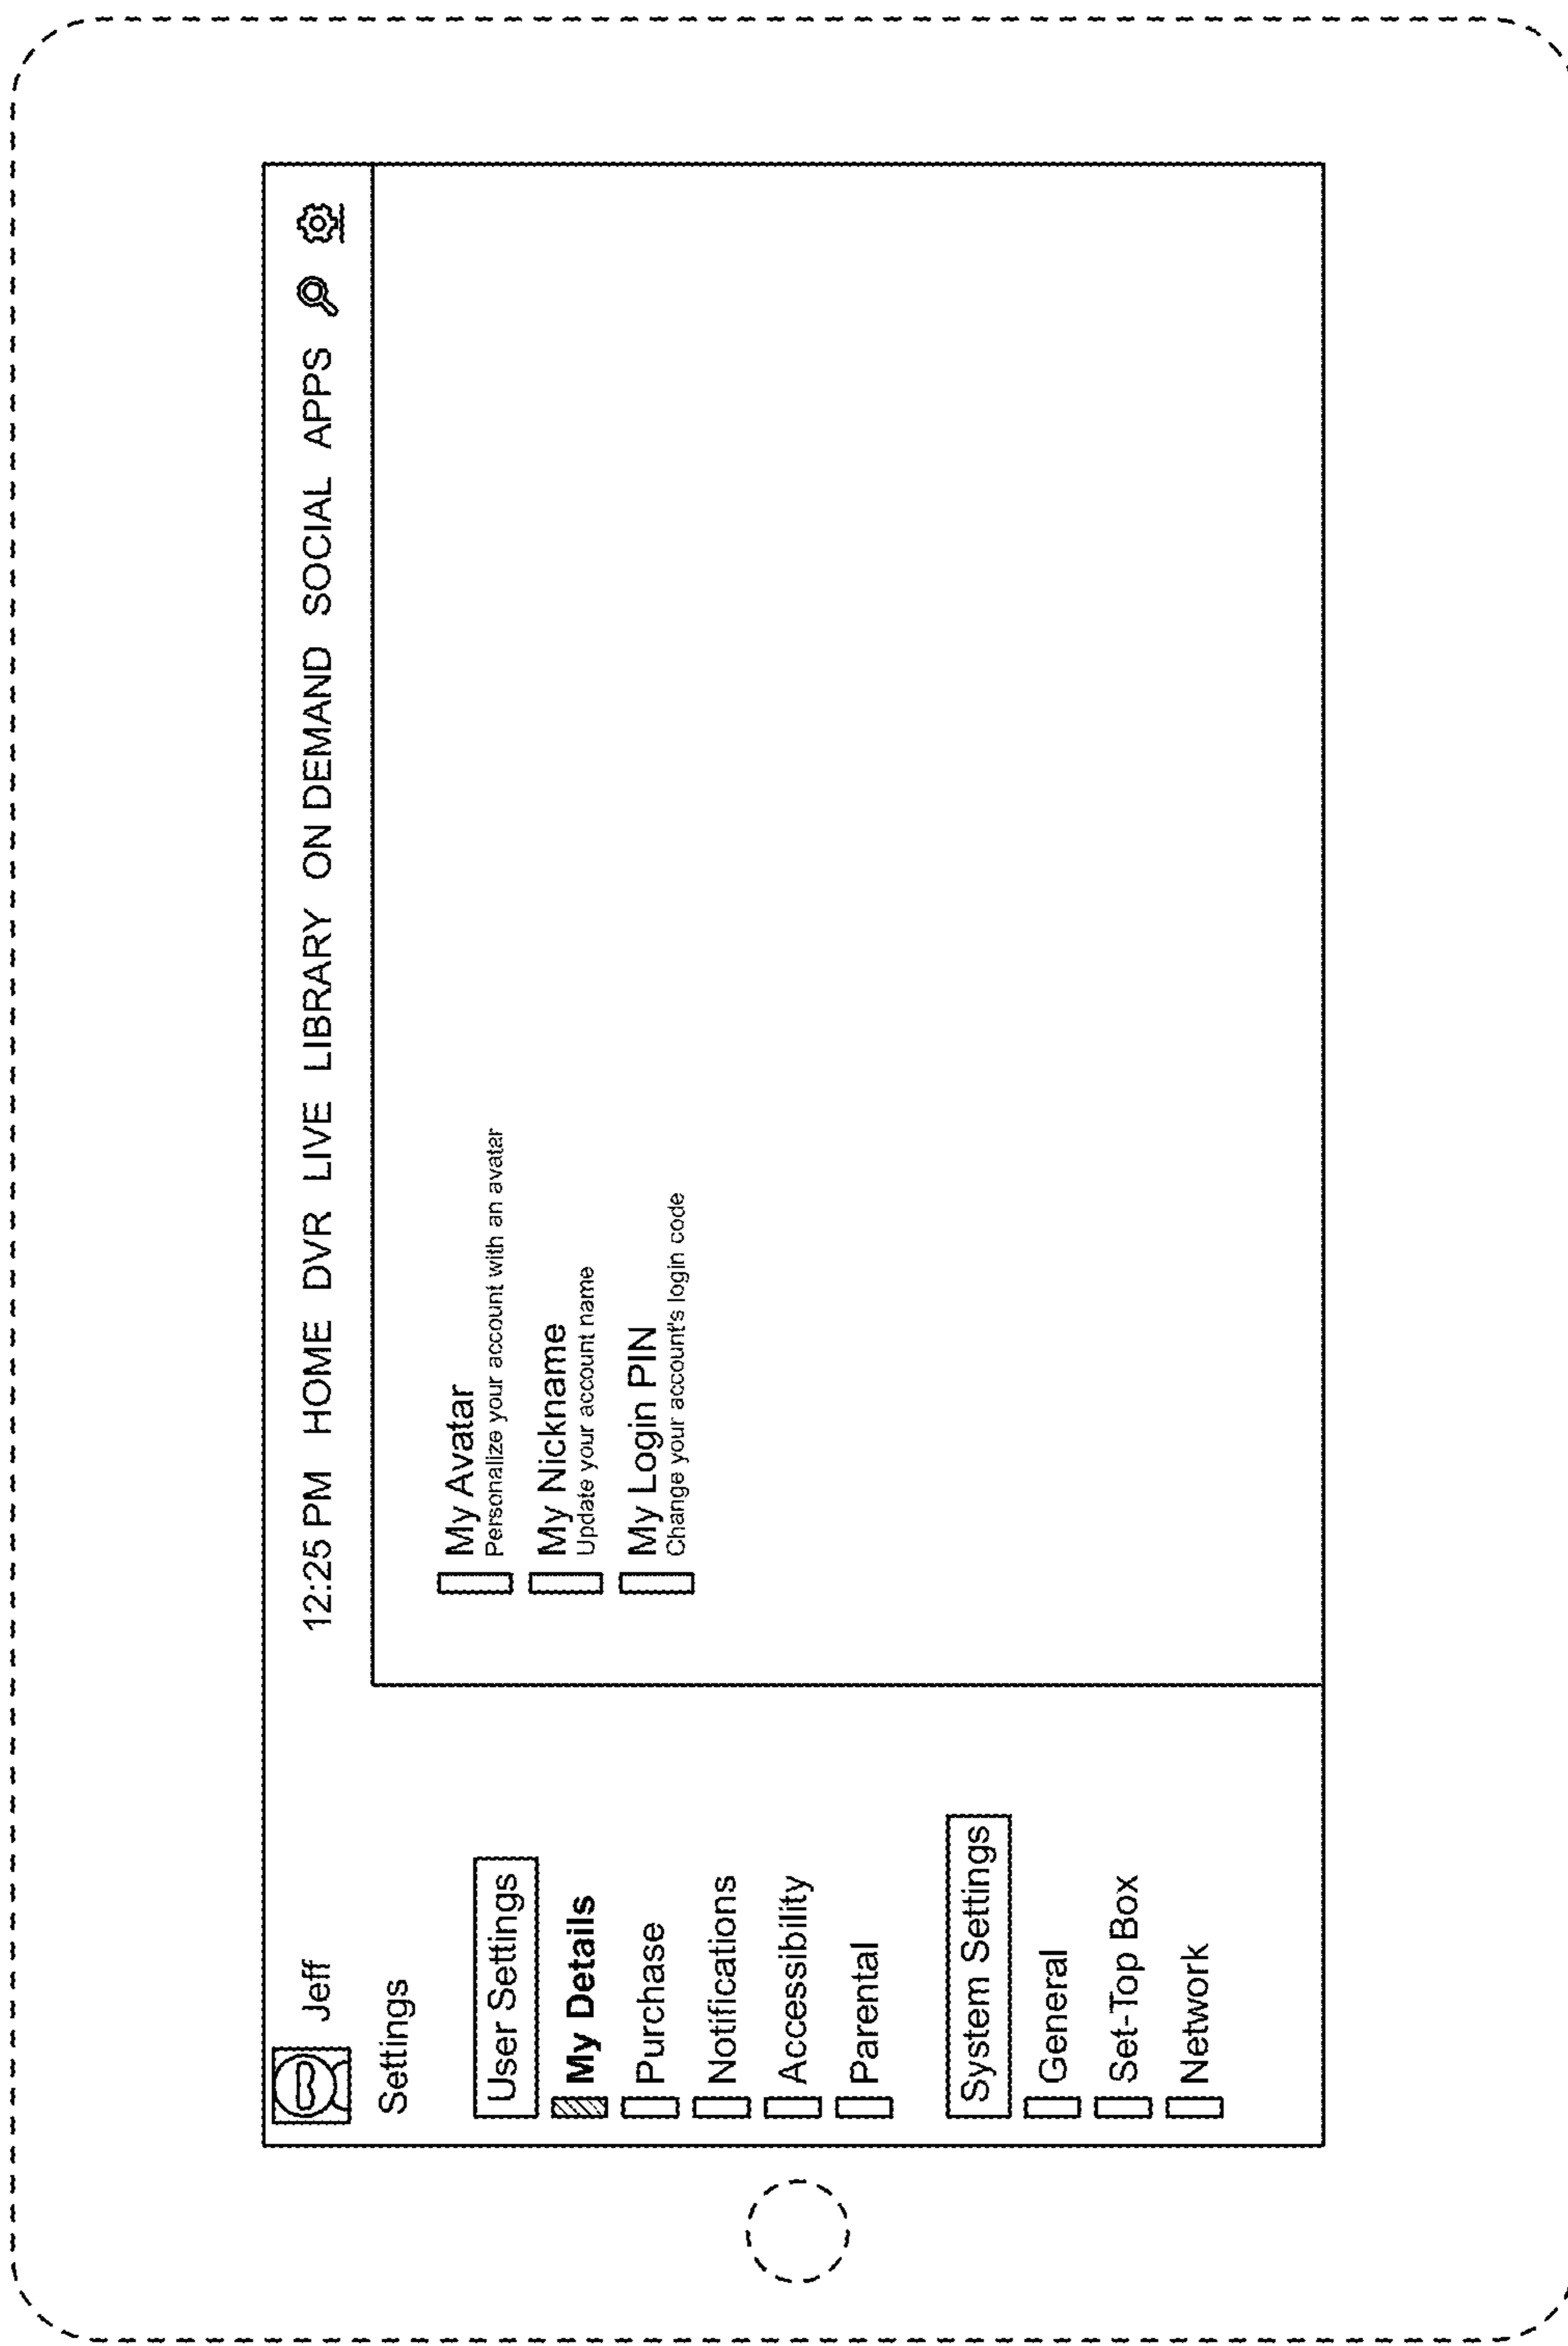 Jeff
12:25 PM HOME DVR LIVE LIBRARY ON DEMAND SOCIAL APPS
Settings
User Settings
My Details
Purchase
Notifications
Accessibility
Parental
System Settings
General
Set-Top Box
Network
My Avatar
Personalize your account with an avatar
My Nickname
Update your account name
My Login PIN
Change your account's login code